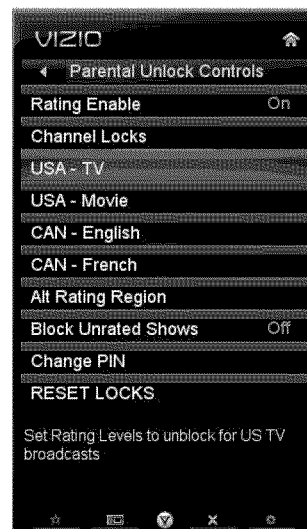 VIZIO
Parental Unlock Controls
Rating Enable On
Channel Locks
USA - TV
USA - Movie
CAN - English
CAN - French
Alt Rating Region
Block Unrated Shows Off
Change PIN
RESET LOCKS
Set Rating Levels to unblock for US TV
broadcasts